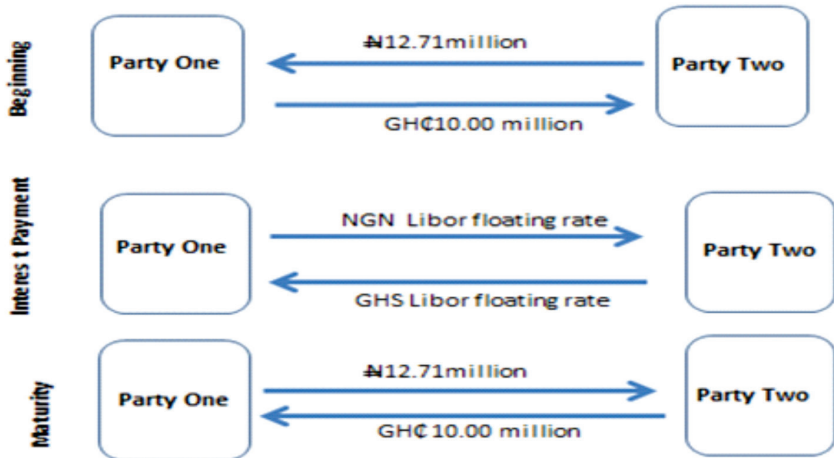 Beginning
Party One
₦12.71million
Party Two
GH₵10.00 million
Interest Payment
Party One
NGN Libor floating rate
Party Two
GHS Libor floating rate
Maturity
Party One
₦12.71million
Party Two
GH₵ 10.00 million